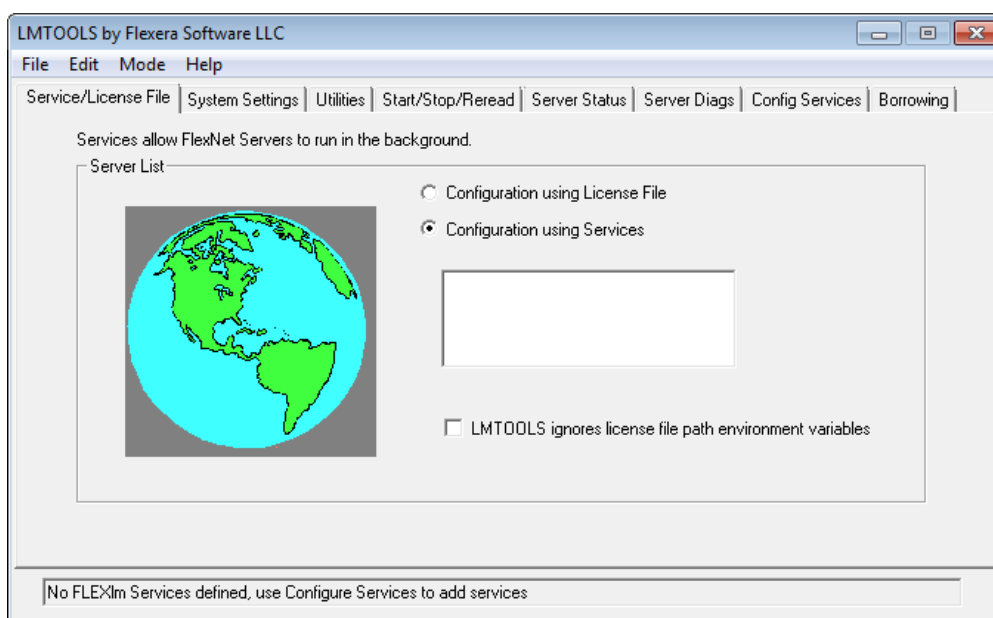 LMTOOLS by Flexera Software LLC
File Edit Mode Help
Service/License File System Settings Utilities Start/Stop/Reread Server Status Server Diags Config Services Borrowing
Services allow FlexNet Servers to run in the background.
Server List
Configuration using License File
Configuration using Services
LMTOOLS ignores license file path environment variables
No FLEXlm Services defined, use Configure Services to add services